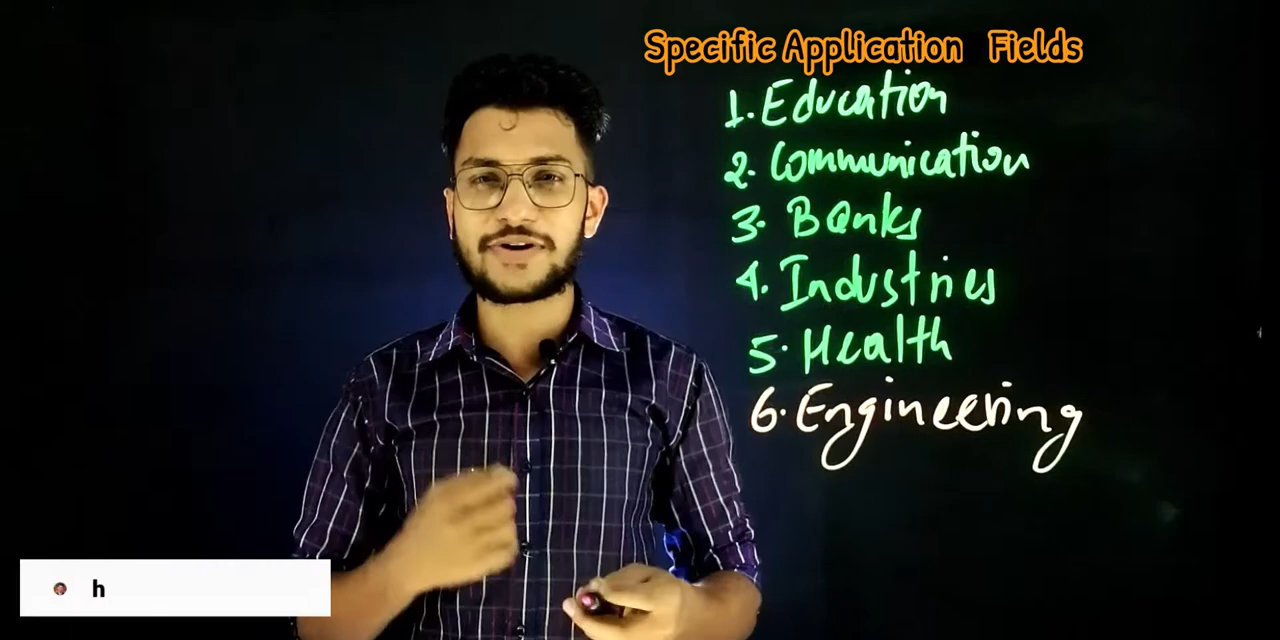 Specific Application Fields
1. Education
2. Communication
3. Banks
4. Industries
5. Health
6. Engineering
h